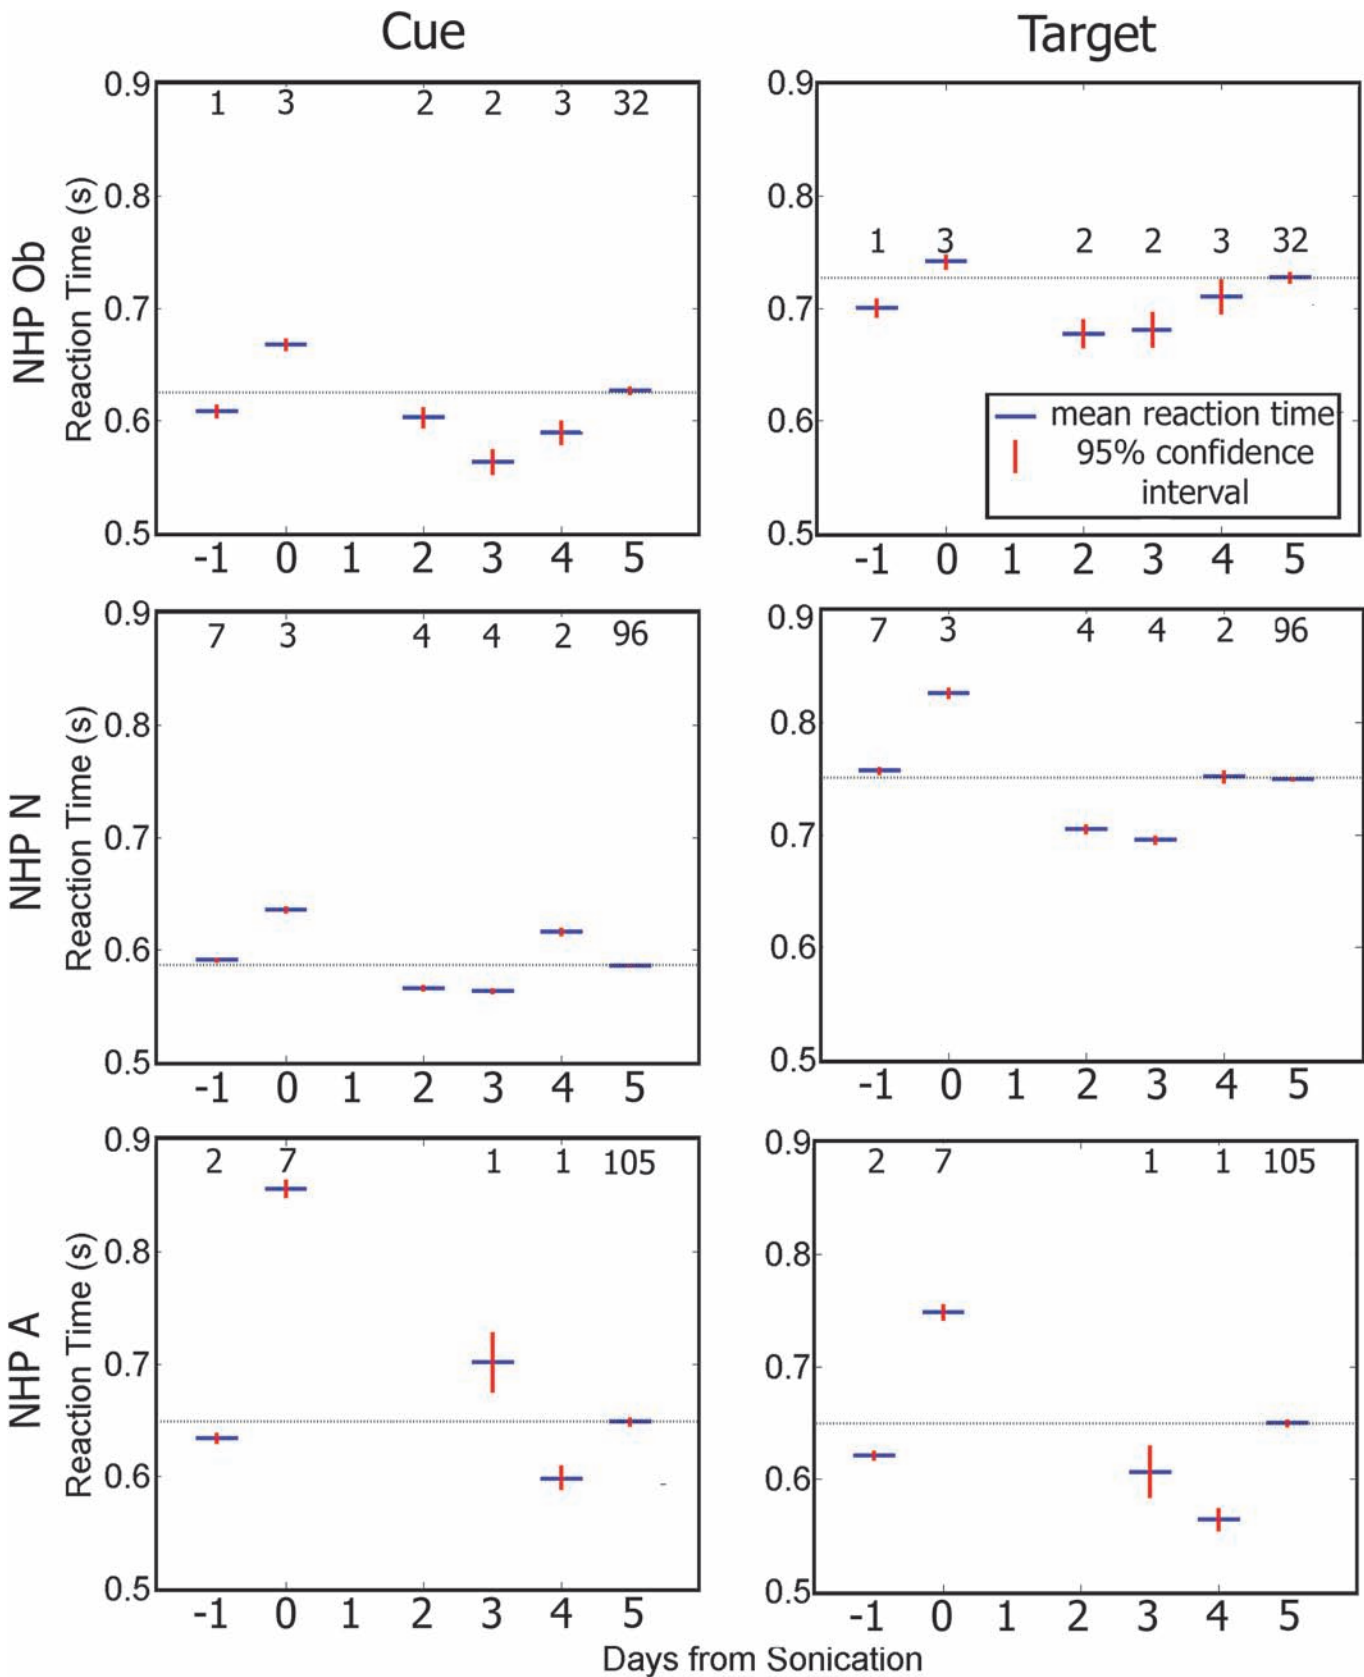 Cue
Target
NHP Ob
Reaction Time (s)
0.9
0.8
0.7
0.6
0.5
1 3 2 2 3 32
-1 0 1 2 3 4 5
0.9
0.8
0.7
0.6
0.5
1 3 2 2 3 32
mean reaction time
95% confidence
interval
-1 0 1 2 3 4 5
NHP N
Reaction Time (s)
0.9
0.8
0.7
0.6
0.5
7 3 4 4 2 96
-1 0 1 2 3 4 5
0.9
0.8
0.7
0.6
0.5
7 3 4 4 2 96
-1 0 1 2 3 4 5
NHP A
Reaction Time (s)
0.9
0.8
0.7
0.6
0.5
2 7 1 1 105
-1 0 1 2 3 4 5
0.9
0.8
0.7
0.6
0.5
2 7 1 1 105
-1 0 1 2 3 4 5
Days from Sonication